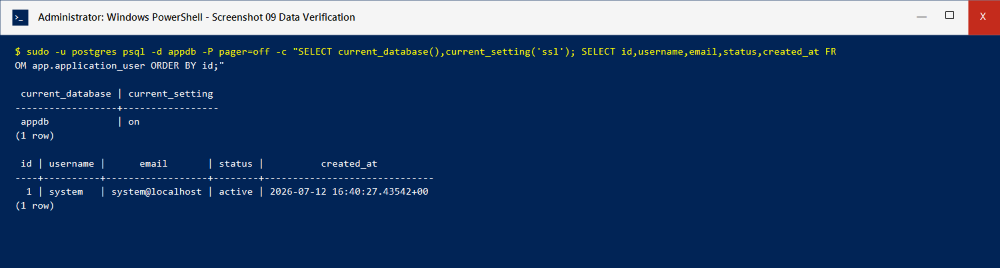 >_ Administrator: Windows PowerShell - Screenshot 09 Data Verification X
$ sudo -u postgres psql -d appdb -P pager=off -c "SELECT current_database(),current_setting('ssl'); SELECT id,username,email,status,created_at FR
OM app.application_user ORDER BY id;"
 current_database | current_setting
------------------+-----------------
 appdb            | on
(1 row)
 id | username |      email       | status |          created_at
----+----------+------------------+--------+------------------------------
  1 | system   | system@localhost | active | 2026-07-12 16:40:27.43542+00
(1 row)